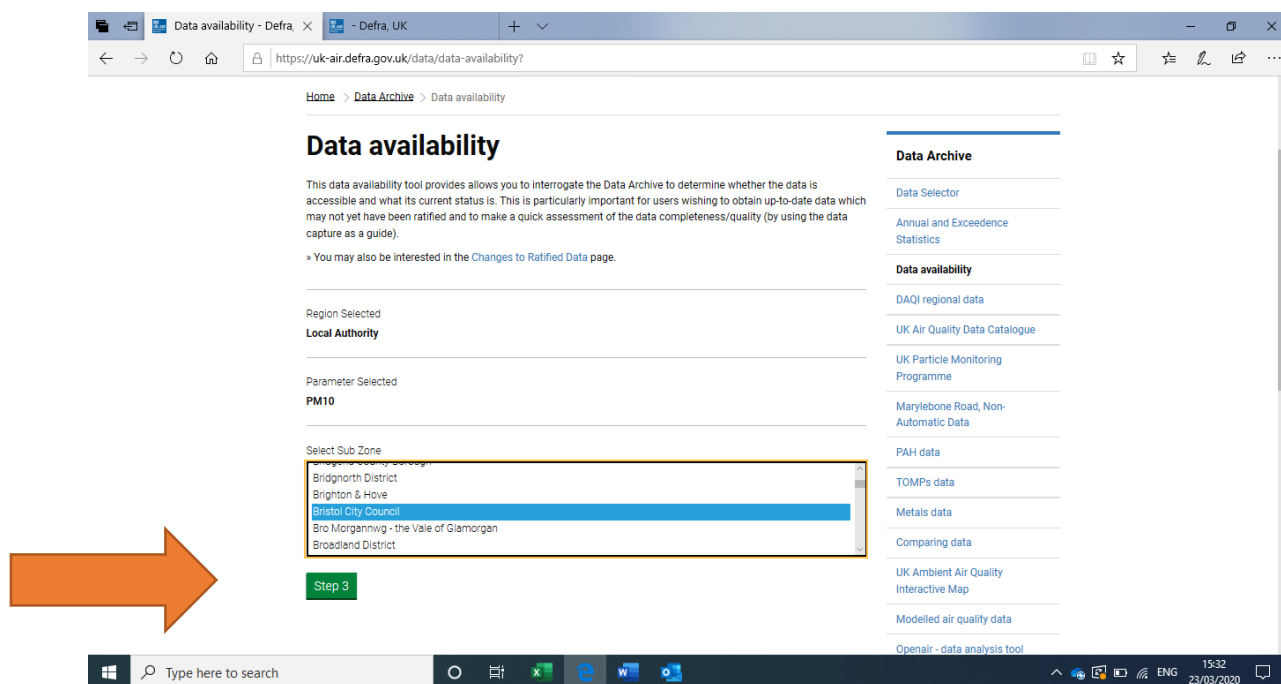 Data availability - Defra,
- Defra, UK
https://uk-air.defra.gov.uk/data/data-availability?
Home > Data Archive > Data availability
Data availability
This data availability tool provides allows you to interrogate the Data Archive to determine whether the data is
accessible and what its current status is. This is particularly important for users wishing to obtain up-to-date data which
may not yet have been ratified and to make a quick assessment of the data completeness/quality (by using the data
capture as a guide).
» You may also be interested in the Changes to Ratified Data page.
Region Selected
Local Authority
Parameter Selected
PM10
Select Sub Zone
Bridgend County Borough
Bridgnorth District
Brighton & Hove
Bristol City Council
Bro Morgannwg - the Vale of Glamorgan
Broadland District
Step 3
Data Archive
Data Selector
Annual and Exceedence
Statistics
Data availability
DAQI regional data
UK Air Quality Data Catalogue
UK Particle Monitoring
Programme
Marylebone Road, Non-
Automatic Data
PAH data
TOMPs data
Metals data
Comparing data
UK Ambient Air Quality
Interactive Map
Modelled air quality data
Openair - data analysis tool
Type here to search
ENG
15:32
23/03/2020